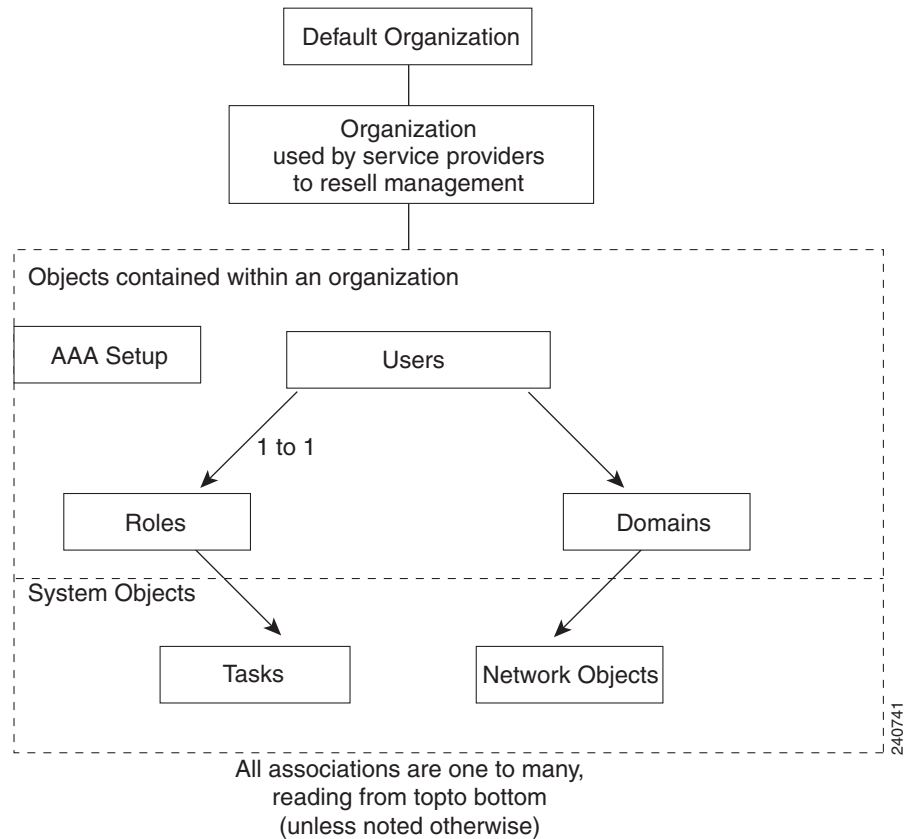 Default Organization
Organization
used by service providers
to resell management
Objects contained within an organization
AAA Setup
Users
1 to 1
Roles
Domains
System Objects
Tasks
Network Objects
240741
All associations are one to many,
reading from topto bottom
(unless noted otherwise)